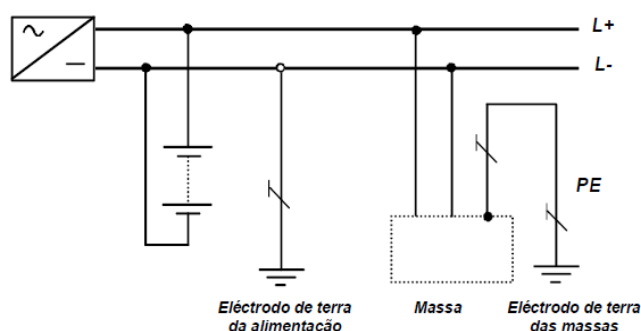 L+
L-
PE
Eléctrodo de terra
da alimentação
Massa
Eléctrodo de terra
das massas